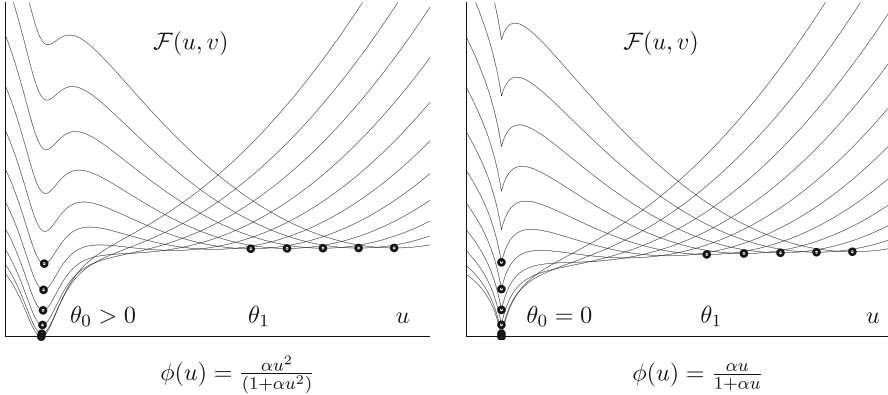 F(u, v) F(u, v)
θ₀ > 0 θ₁ u θ₀ = 0 θ₁ u
ϕ(u) = αu² / (1+αu²) ϕ(u) = αu / 1+αu